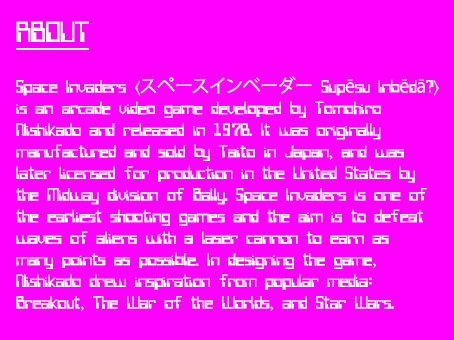 ABOUT
Space Invaders (スペースインベーダー Supēsu Inbēdā?)
is an arcade video game developed by Tomohiro
Nishikado and released in 1978. It was originally
manufactured and sold by Taito in Japan, and was
later licensed for production in the United States by
the Midway division of Bally. Space Invaders is one of
the earliest shooting games and the aim is to defeat
waves of aliens with a laser cannon to earn as
many points as possible. In designing the game,
Nishikado drew inspiration from popular media:
Breakout, The War of the Worlds, and Star Wars.